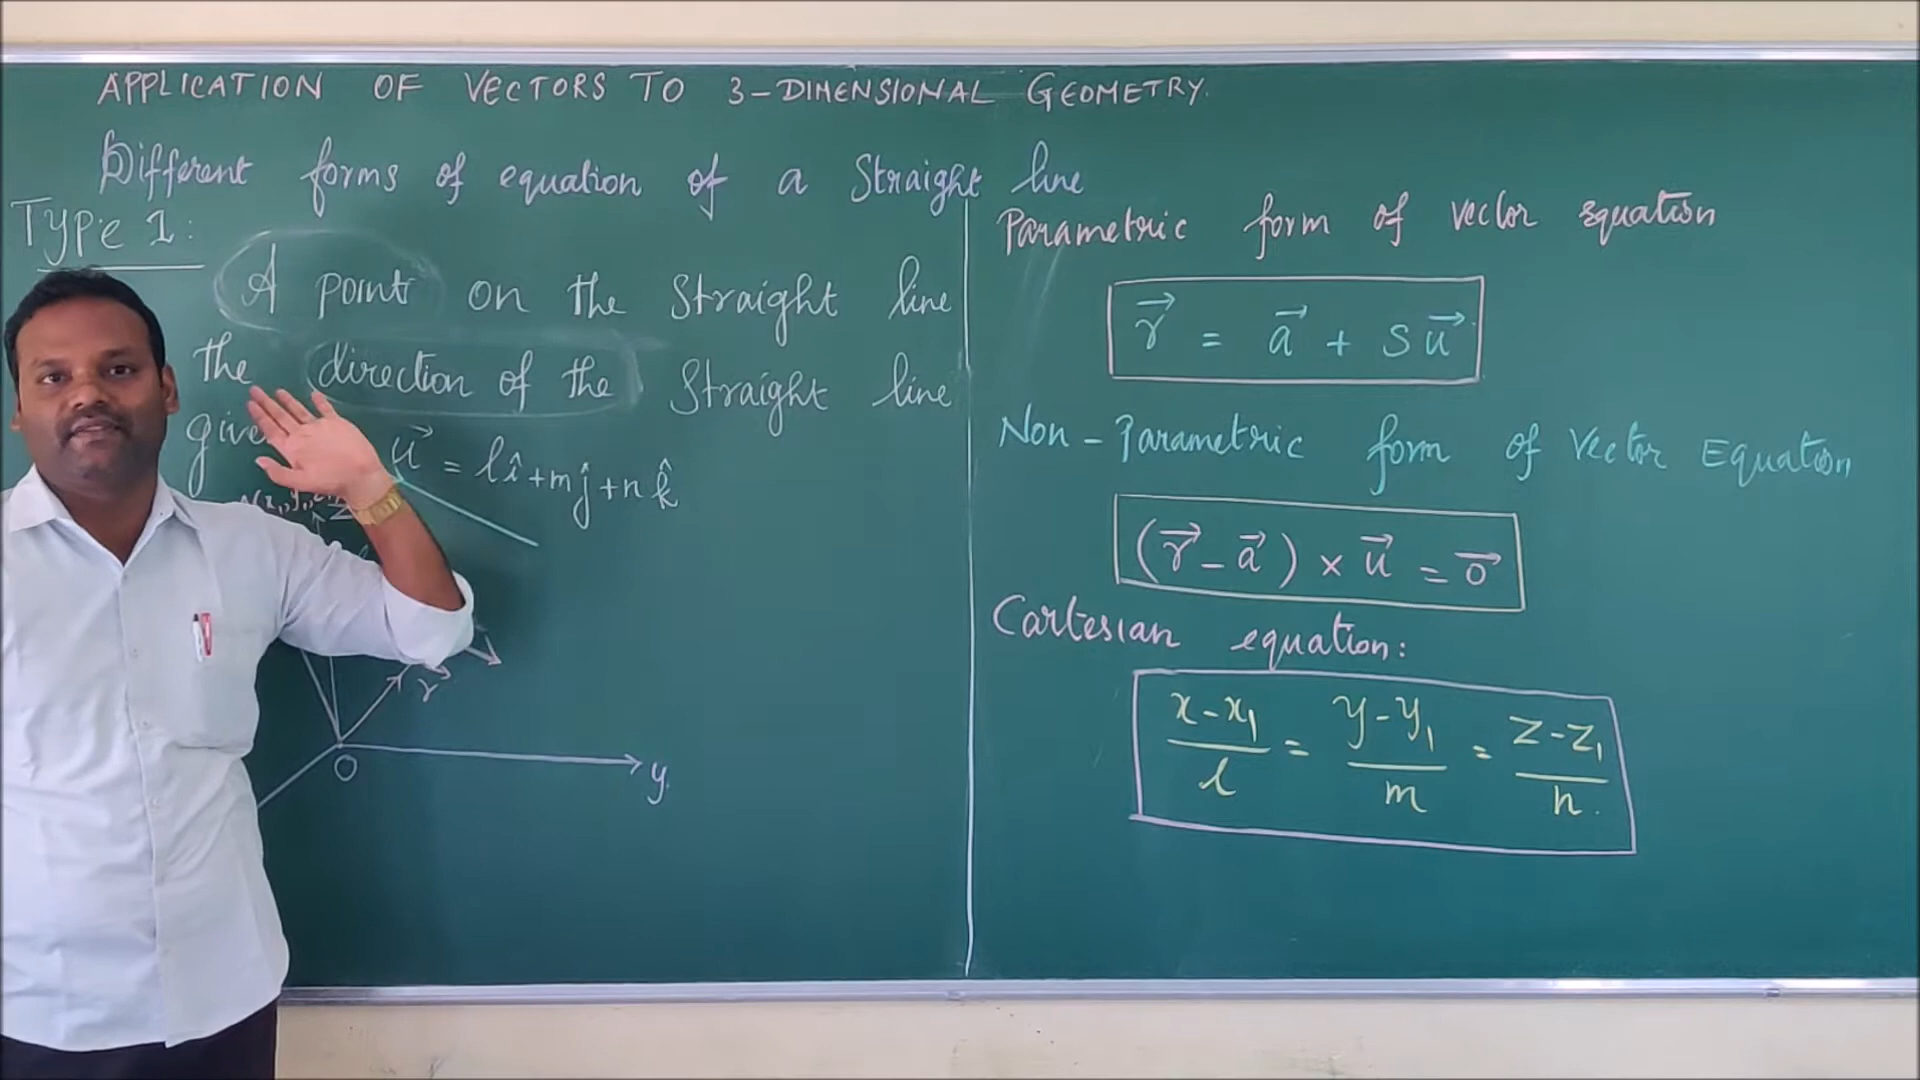 APPLICATION OF VECTORS TO 3-DIMENSIONAL GEOMETRY.
Different forms of equation of a Straight line
Type 1:
A point on the Straight line
the direction of the Straight line
give
u⃗ = lî+mĵ+nk̂
r⃗
O
y
Parametric form of vector equation
r⃗ = a⃗ + s u⃗
Non-Parametric form of Vector Equation
(r⃗ - a⃗) × u⃗ = o⃗
Cartesian equation:
x-x₁/l = y-y₁/m = z-z₁/n